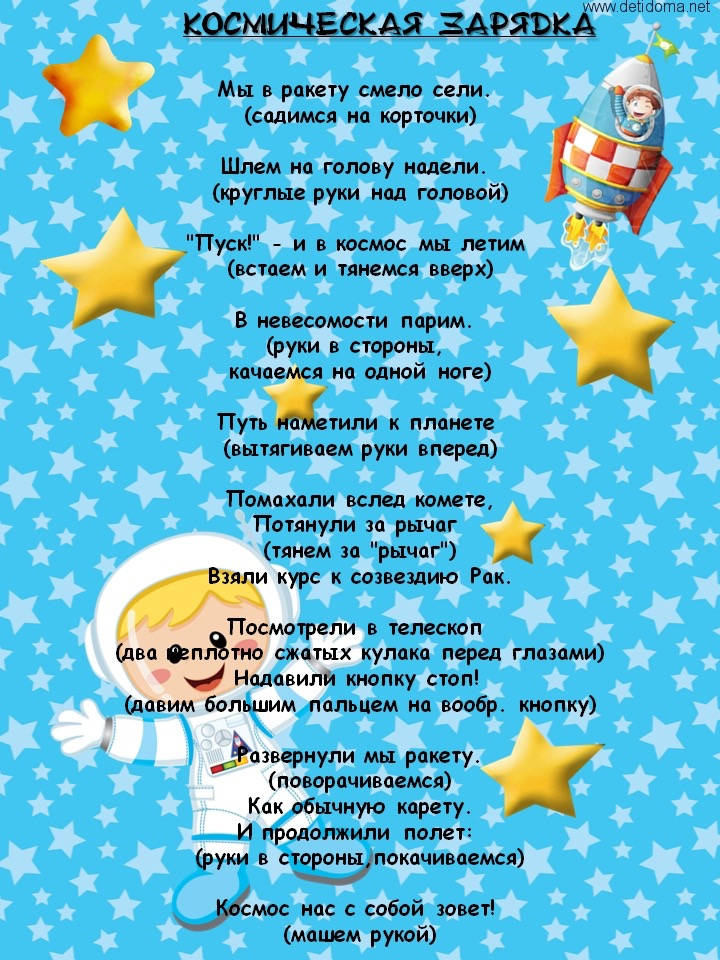 www.detidoma.net
КОСМИЧЕСКАЯ ЗАРЯДКА
Мы в ракету смело сели.
(садимся на корточки)
Шлем на голову надели.
(круглые руки над головой)
"Пуск!" - и в космос мы летим
(встаем и тянемся вверх)
В невесомости парим.
(руки в стороны,
качаемся на одной ноге)
Путь наметили к планете
(вытягиваем руки вперед)
Помахали вслед комете,
Потянули за рычаг
(тянем за "рычаг")
Взяли курс к созвездию Рак.
Посмотрели в телескоп
(два неплотно сжатых кулака перед глазами)
Надавили кнопку стоп!
(давим большим пальцем на вообр. кнопку)
Развернули мы ракету.
(поворачиваемся)
Как обычную карету.
И продолжили полет:
(руки в стороны,покачиваемся)
Космос нас с собой зовет!
(машем рукой)